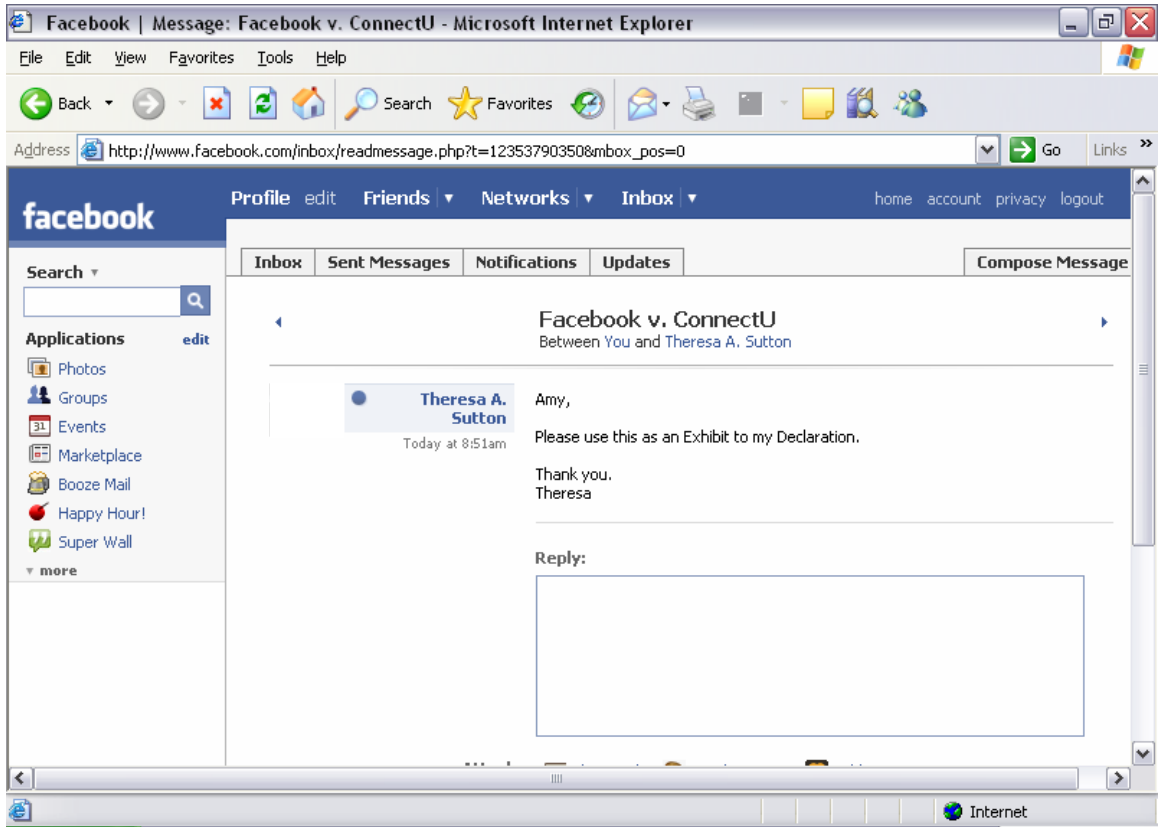 Facebook | Message: Facebook v. ConnectU - Microsoft Internet Explorer
File Edit View Favorites Tools Help
Back Search Favorites
Address http://www.facebook.com/inbox/readmessage.php?t=12353790350&mbox_pos=0 Go Links »
facebook
Profile edit Friends Networks Inbox home account privacy logout
Inbox Sent Messages Notifications Updates Compose Message
Search
Applications edit
Photos
Groups
31 Events
Marketplace
Booze Mail
Happy Hour!
Super Wall
more
Facebook v. ConnectU
Between You and Theresa A. Sutton
Theresa A.
Sutton
Today at 8:51am
Amy,
Please use this as an Exhibit to my Declaration.
Thank you.
Theresa
Reply:
Internet